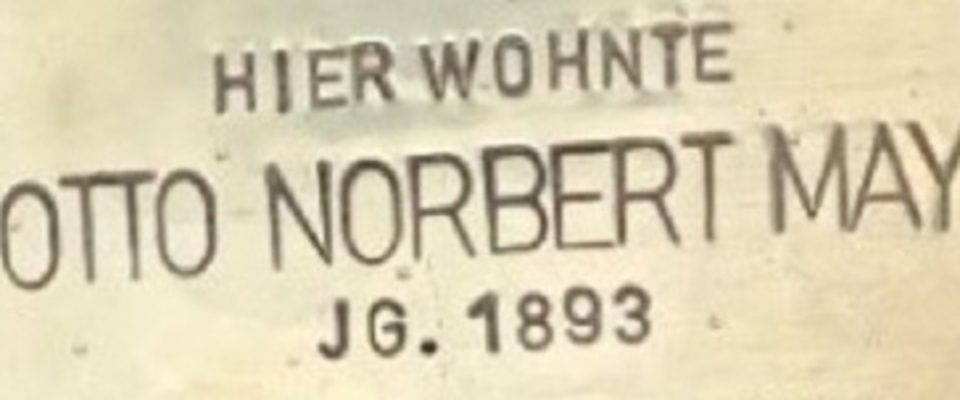 HIER WOHNTE
OTTO NORBERT MAY
JG. 1893